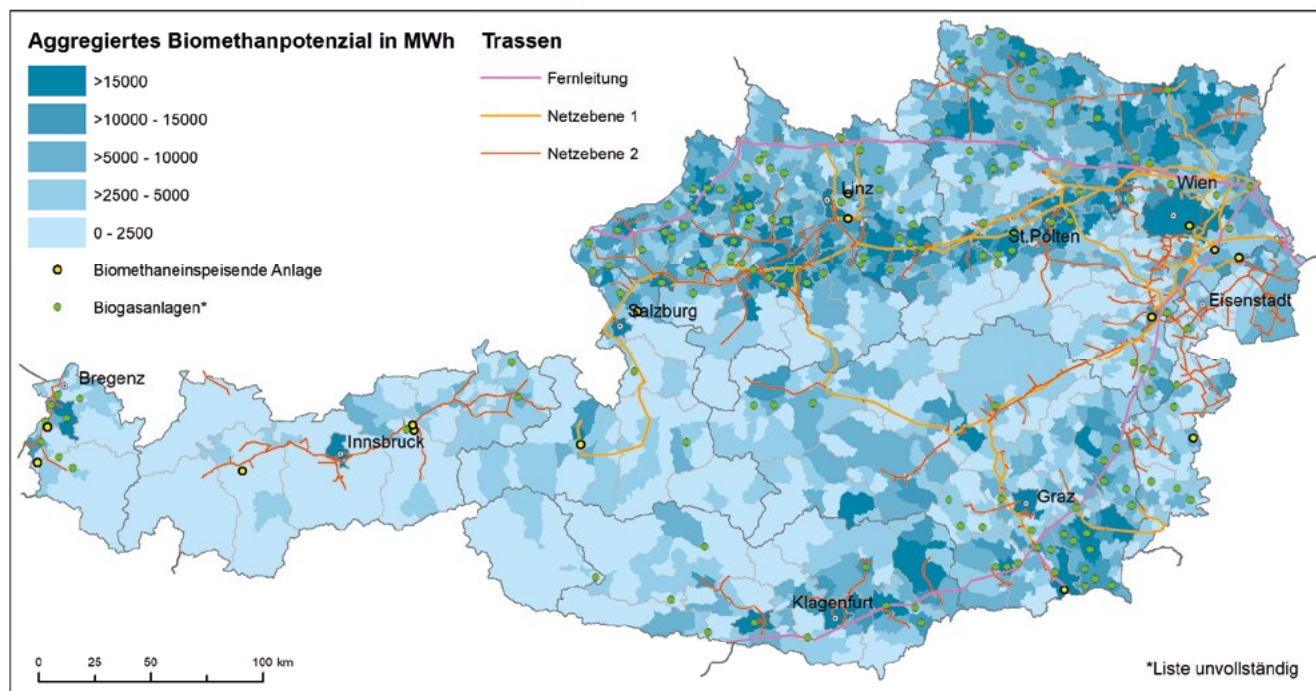 Aggregiertes Biomethanpotenzial in MWh
>15000
>10000 - 15000
>5000 - 10000
>2500 - 5000
0 - 2500
Biomethaneinspeisende Anlage
Biogasanlagen*
Trassen
Fernleitung
Netzebene 1
Netzebene 2
Linz
Wien
St.Pölten
Eisenstadt
Salzburg
Bregenz
Innsbruck
Graz
Klagenfurt
0 25 50 100 km
*Liste unvollständig